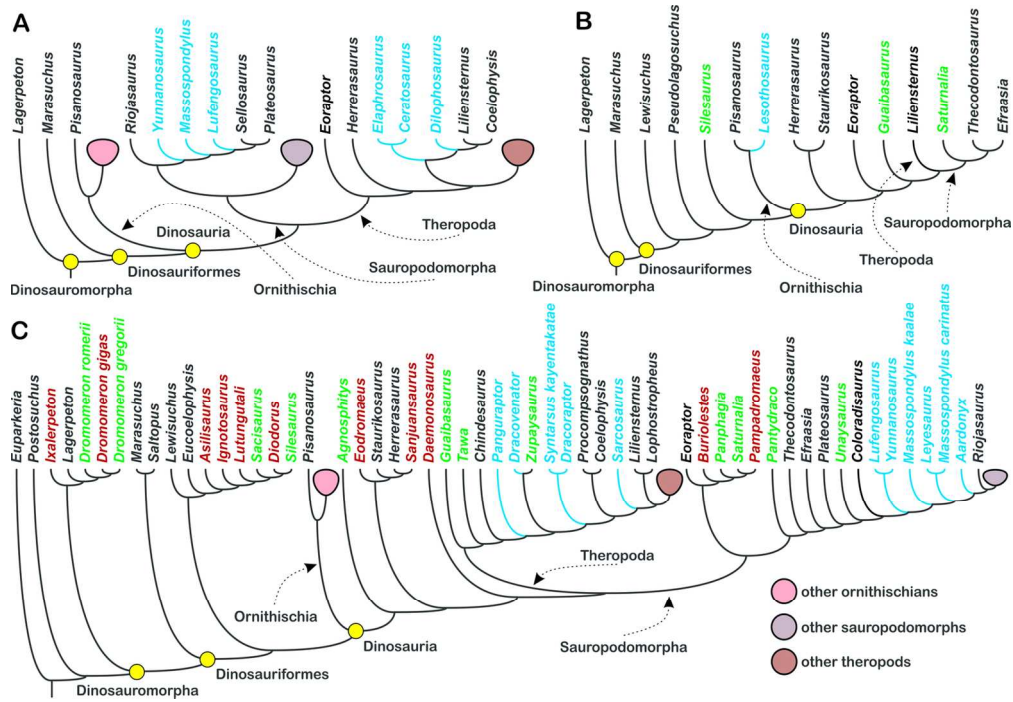 A
Lagerpeton
Marasuchus
Pisanosaurus
Riojasaurus
Yunnanosaurus
Massospondylus
Lufengosaurus
Sellosaurus
Plateosaurus
Eoraptor
Herrerasaurus
Elaphrosaurus
Ceratosaurus
Dilophosaurus
Liliensternus
Coelophysis
Dinosauria
Theropoda
Dinosauriformes
Sauropodomorpha
Dinosauromorpha
Ornithischia
B
Lagerpeton
Marasuchus
Lewisuchus
Pseudolagosuchus
Silesaurus
Pisanosaurus
Lesothosaurus
Herrerasaurus
Staurikosaurus
Eoraptor
Guaibasaurus
Liliensternus
Saturnalia
Thecodontosaurus
Efraasia
Dinosauria
Sauropodomorpha
Theropoda
Dinosauriformes
Dinosauromorpha
Ornithischia
C
Euparkeria
Postosuchus
Ixalerpeton
Lagerpeton
Dromomeron romerii
Dromomeron gigas
Dromomeron gregorii
Marasuchus
Saltopus
Lewisuchus
Eucoelophysis
Asilisaurus
Ignotosaurus
Lutungutali
Sacisaurus
Diodorus
Silesaurus
Pisanosaurus
Agnosphitys
Eodromaeus
Staurikosaurus
Herrerasaurus
Sanjuansaurus
Daemonosaurus
Guaibasaurus
Tawa
Chindesaurus
Panguraptor
Dracovenator
Zupaysaurus
Syntarsus kayentakatae
Dracoraptor
Procompsognathus
Coelophysis
Sarcosaurus
Liliensternus
Lophostropheus
Eoraptor
Buriolestes
Panphagia
Saturnalia
Pampadromaeus
Pantydraco
Thecodontosaurus
Efraasia
Plateosaurus
Unaysaurus
Coloradisaurus
Lufengosaurus
Yunnanosaurus
Massospondylus kaalae
Leyesaurus
Massospondylus carinatus
Aardonyx
Riojasaurus
Theropoda
Ornithischia
Sauropodomorpha
Dinosauria
Dinosauriformes
Dinosauromorpha
other ornithischians
other sauropodomorphs
other theropods